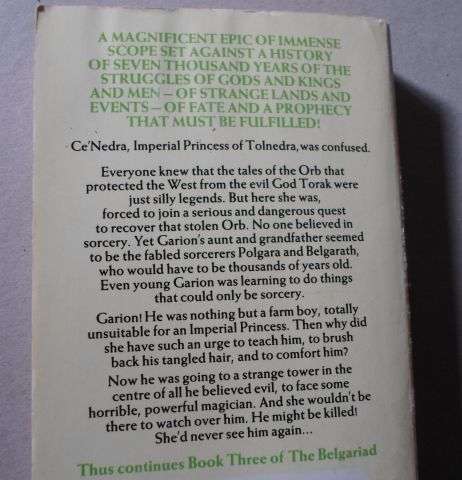 A MAGNIFICENT EPIC OF IMMENSE
SCOPE SET AGAINST A HISTORY
OF SEVEN THOUSAND YEARS OF THE
STRUGGLES OF GODS AND KINGS
AND MEN – OF STRANGE LANDS AND
EVENTS – OF FATE AND A PROPHECY
THAT MUST BE FULFILLED!
Ce'Nedra, Imperial Princess of Tolnedra, was confused.
Everyone knew that the tales of the Orb that
protected the West from the evil God Torak were
just silly legends. But here she was,
forced to join a serious and dangerous quest
to recover that stolen Orb. No one believed in
sorcery. Yet Garion's aunt and grandfather seemed
to be the fabled sorcerers Polgara and Belgarath,
who would have to be thousands of years old.
Even young Garion was learning to do things
that could only be sorcery.
Garion! He was nothing but a farm boy, totally
unsuitable for an Imperial Princess. Then why did
she have such an urge to teach him, to brush
back his tangled hair, and to comfort him?
Now he was going to a strange tower in the
centre of all he believed evil, to face some
horrible, powerful magician. And she wouldn't be
there to watch over him. He might be killed!
She'd never see him again...
Thus continues Book Three of The Belgariad